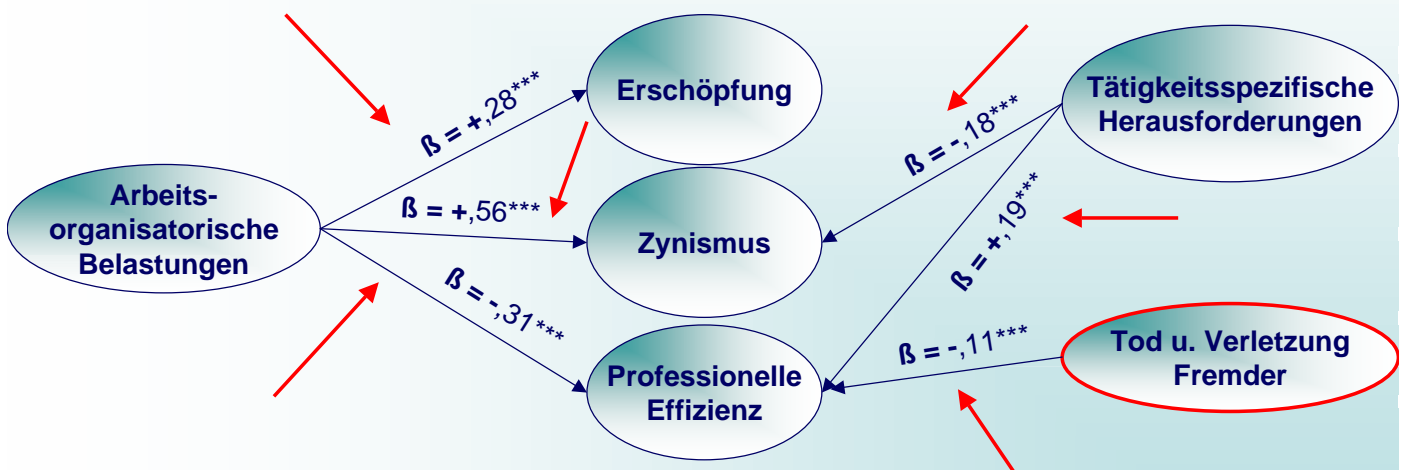 Erschöpfung
Tätigkeitsspezifische
Herausforderungen
ß = +,28***
ß = -,18***
Arbeits-
organisatorische
Belastungen
ß = +,56***
Zynismus
ß = +,19***
ß = -,31***
ß = -,11***
Professionelle
Effizienz
Tod u. Verletzung
Fremder